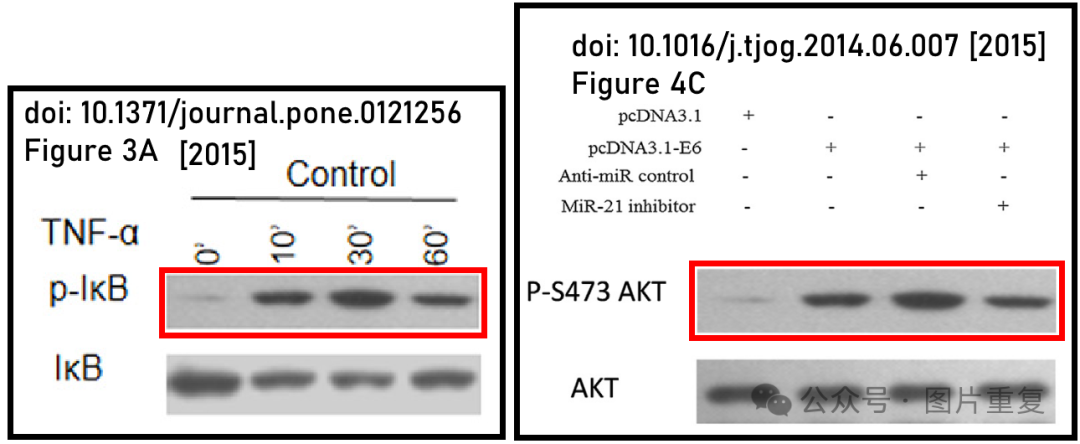 doi: 10.1371/journal.pone.0121256
Figure 3A [2015]
Control
TNF-α 0' 10' 30' 60'
p-IκB
IκB
doi: 10.1016/j.tjog.2014.06.007 [2015]
Figure 4C
pcDNA3.1 + - - -
pcDNA3.1-E6 - + + +
Anti-miR control - - + -
MiR-21 inhibitor - - - +
P-S473 AKT
AKT
公众号 · 图片重复